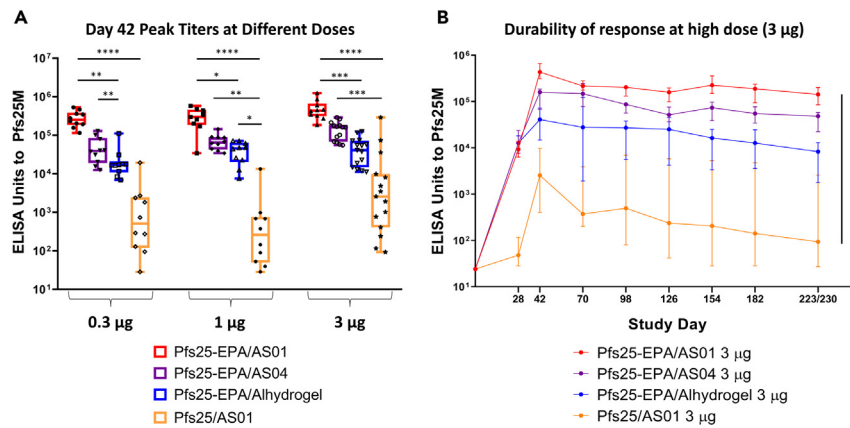 A
Day 42 Peak Titers at Different Doses
ELISA Units to Pfs25M
10⁷
10⁶
10⁵
10⁴
10³
10²
10¹
****
**
**
****
*
**
*
****
***
***
0.3 μg
1 μg
3 μg
Pfs25-EPA/AS01
Pfs25-EPA/AS04
Pfs25-EPA/Alhydrogel
Pfs25/AS01
B
Durability of response at high dose (3 μg)
ELISA Units to Pfs25M
10⁶
10⁵
10⁴
10³
10²
10¹
28
42
70
98
126
154
182
223/230
Study Day
Pfs25-EPA/AS01 3 μg
Pfs25-EPA/AS04 3 μg
Pfs25-EPA/Alhydrogel 3 μg
Pfs25/AS01 3 μg